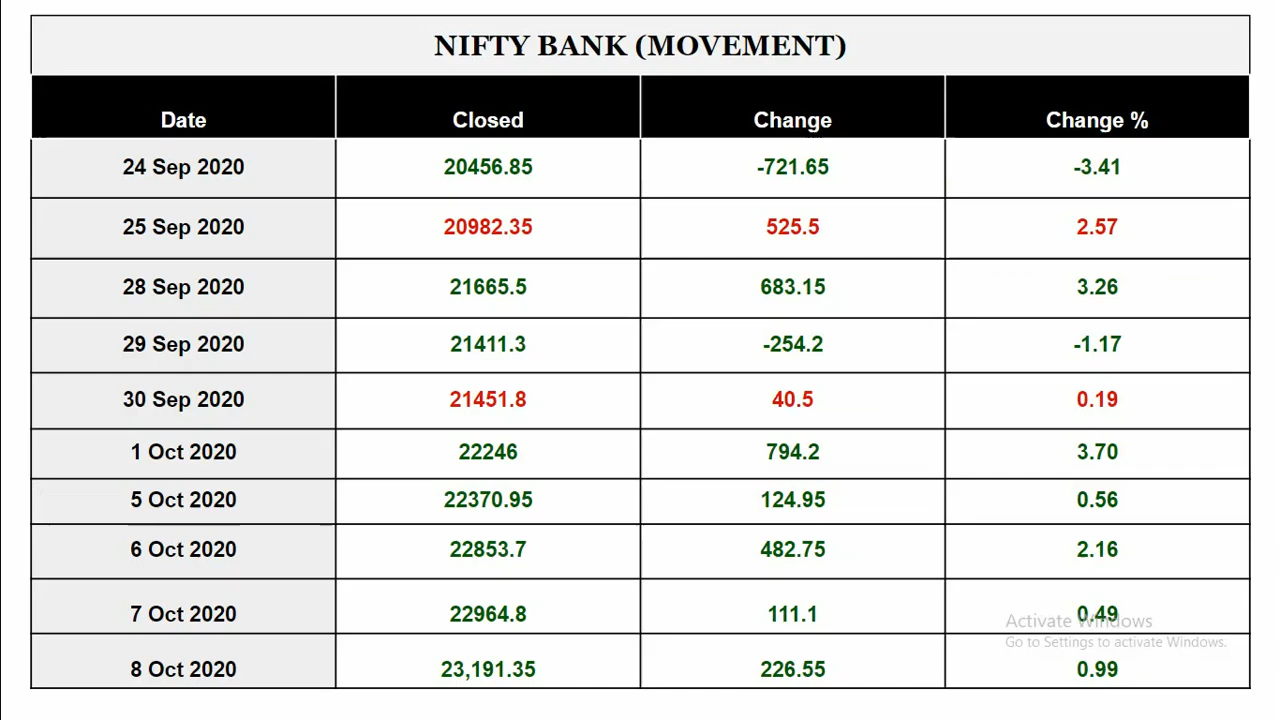 NIFTY BANK (MOVEMENT)
Date Closed Change Change %
24 Sep 2020 20456.85 -721.65 -3.41
25 Sep 2020 20982.35 525.5 2.57
28 Sep 2020 21665.5 683.15 3.26
29 Sep 2020 21411.3 -254.2 -1.17
30 Sep 2020 21451.8 40.5 0.19
1 Oct 2020 22246 794.2 3.70
5 Oct 2020 22370.95 124.95 0.56
6 Oct 2020 22853.7 482.75 2.16
7 Oct 2020 22964.8 111.1 0.49
Activate Windows
Go to Settings to activate Windows.
8 Oct 2020 23,191.35 226.55 0.99